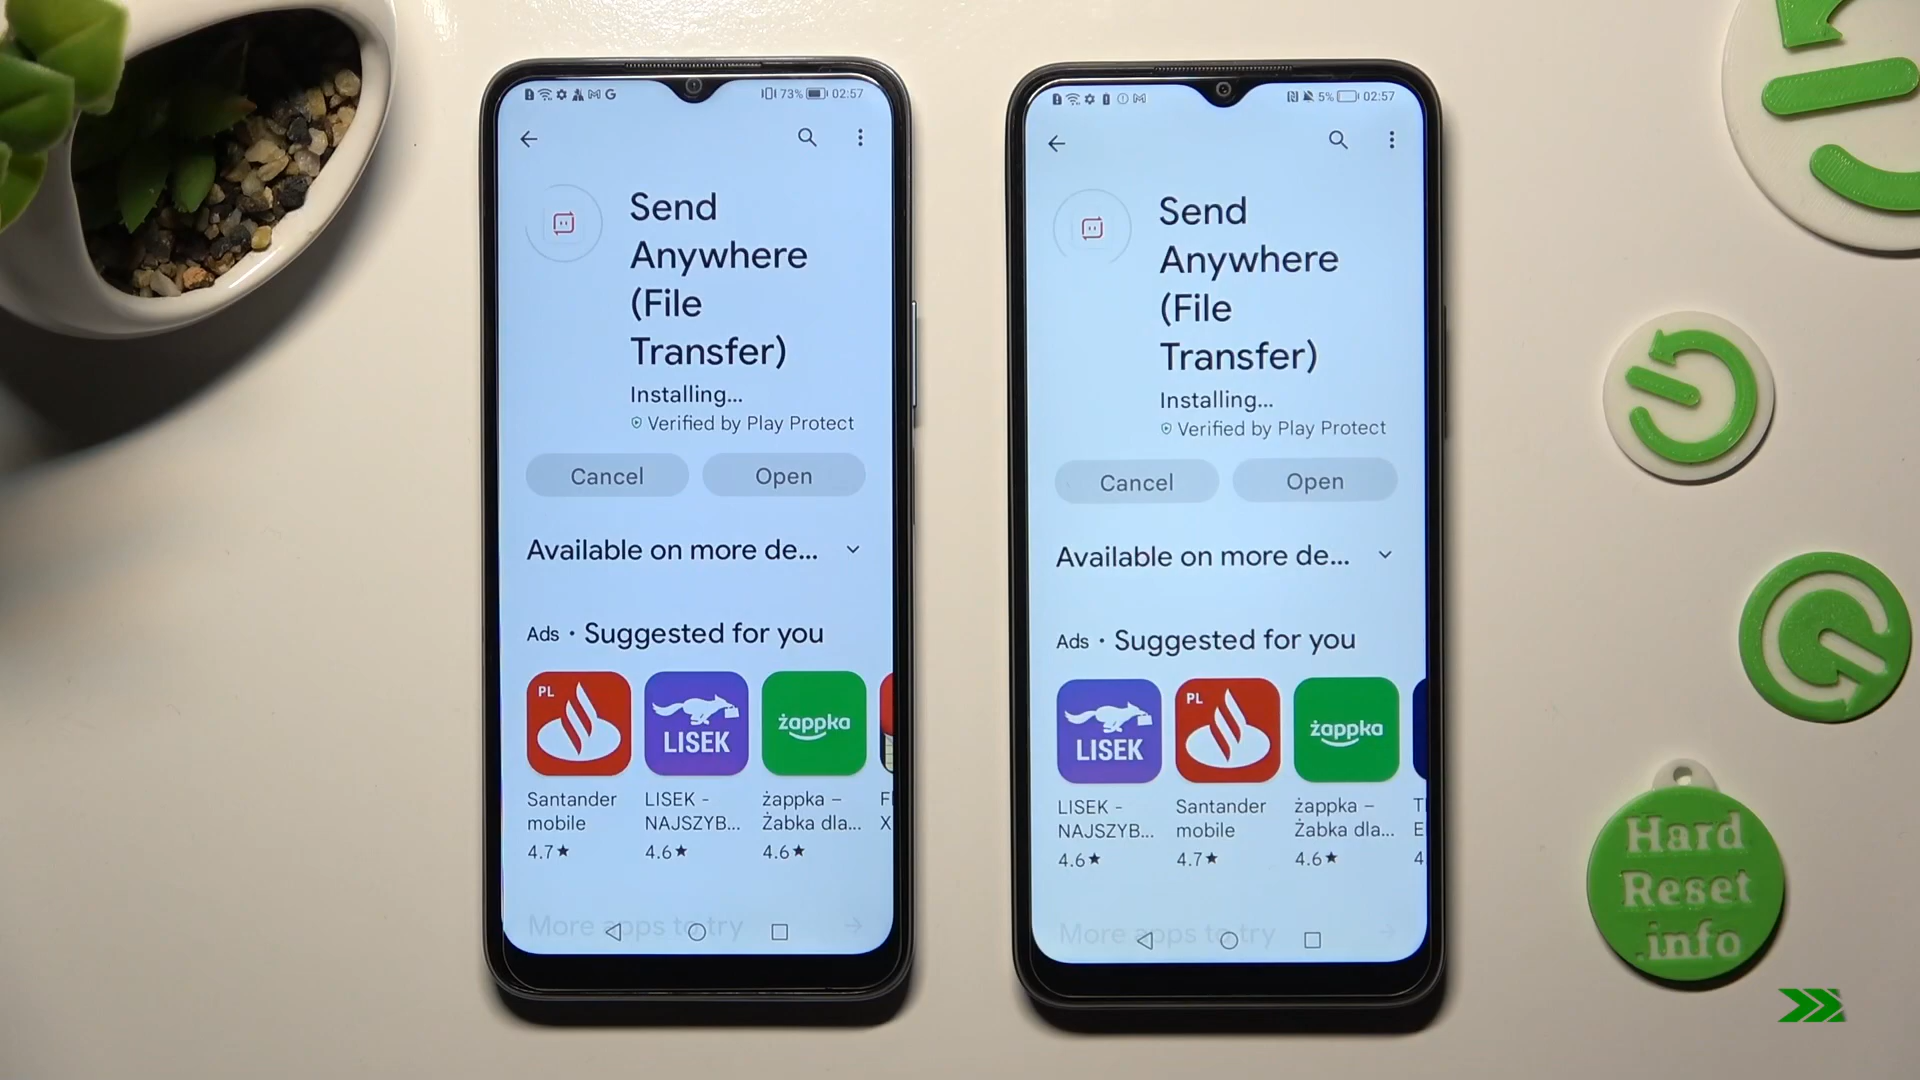 73% 02:57
Send
Anywhere
(File
Transfer)
Installing...
Verified by Play Protect
Cancel Open
Available on more de...
Ads • Suggested for you
PL
LISEK
żappka
Santander
mobile
4.7★
LISEK -
NAJSZYB...
4.6★
żappka –
Żabka dla...
4.6★
More apps to try
5% 02:57
Send
Anywhere
(File
Transfer)
Installing...
Verified by Play Protect
Cancel Open
Available on more de...
Ads • Suggested for you
LISEK
PL
żappka
LISEK -
NAJSZYB...
4.6★
Santander
mobile
4.7★
żappka –
Żabka dla...
4.6★
4
More apps to try
Hard
Reset
.info